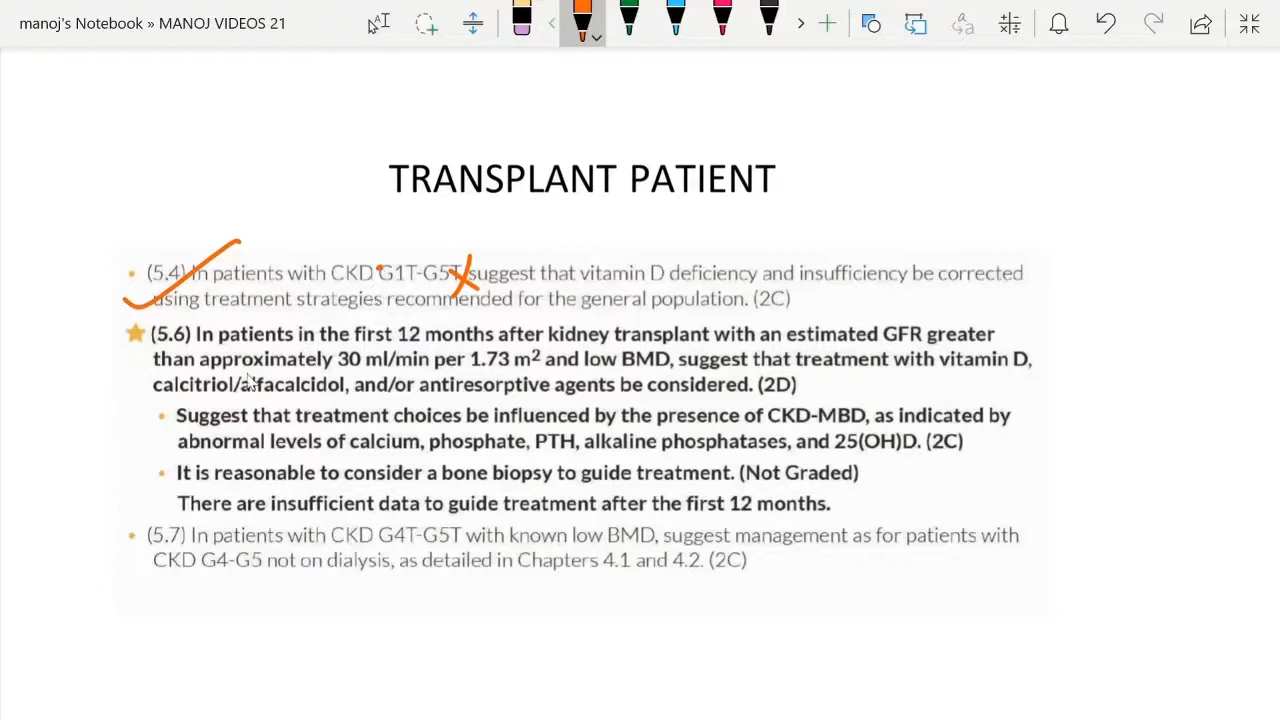 manoj's Notebook » MANOJ VIDEOS 21
TRANSPLANT PATIENT
• (5.4) In patients with CKD G1T-G5T suggest that vitamin D deficiency and insufficiency be corrected
using treatment strategies recommended for the general population. (2C)
(5.6) In patients in the first 12 months after kidney transplant with an estimated GFR greater
than approximately 30 ml/min per 1.73 m² and low BMD, suggest that treatment with vitamin D,
calcitriol/alfacalcidol, and/or antiresorptive agents be considered. (2D)
• Suggest that treatment choices be influenced by the presence of CKD-MBD, as indicated by
abnormal levels of calcium, phosphate, PTH, alkaline phosphatases, and 25(OH)D. (2C)
• It is reasonable to consider a bone biopsy to guide treatment. (Not Graded)
There are insufficient data to guide treatment after the first 12 months.
• (5.7) In patients with CKD G4T-G5T with known low BMD, suggest management as for patients with
CKD G4-G5 not on dialysis, as detailed in Chapters 4.1 and 4.2. (2C)